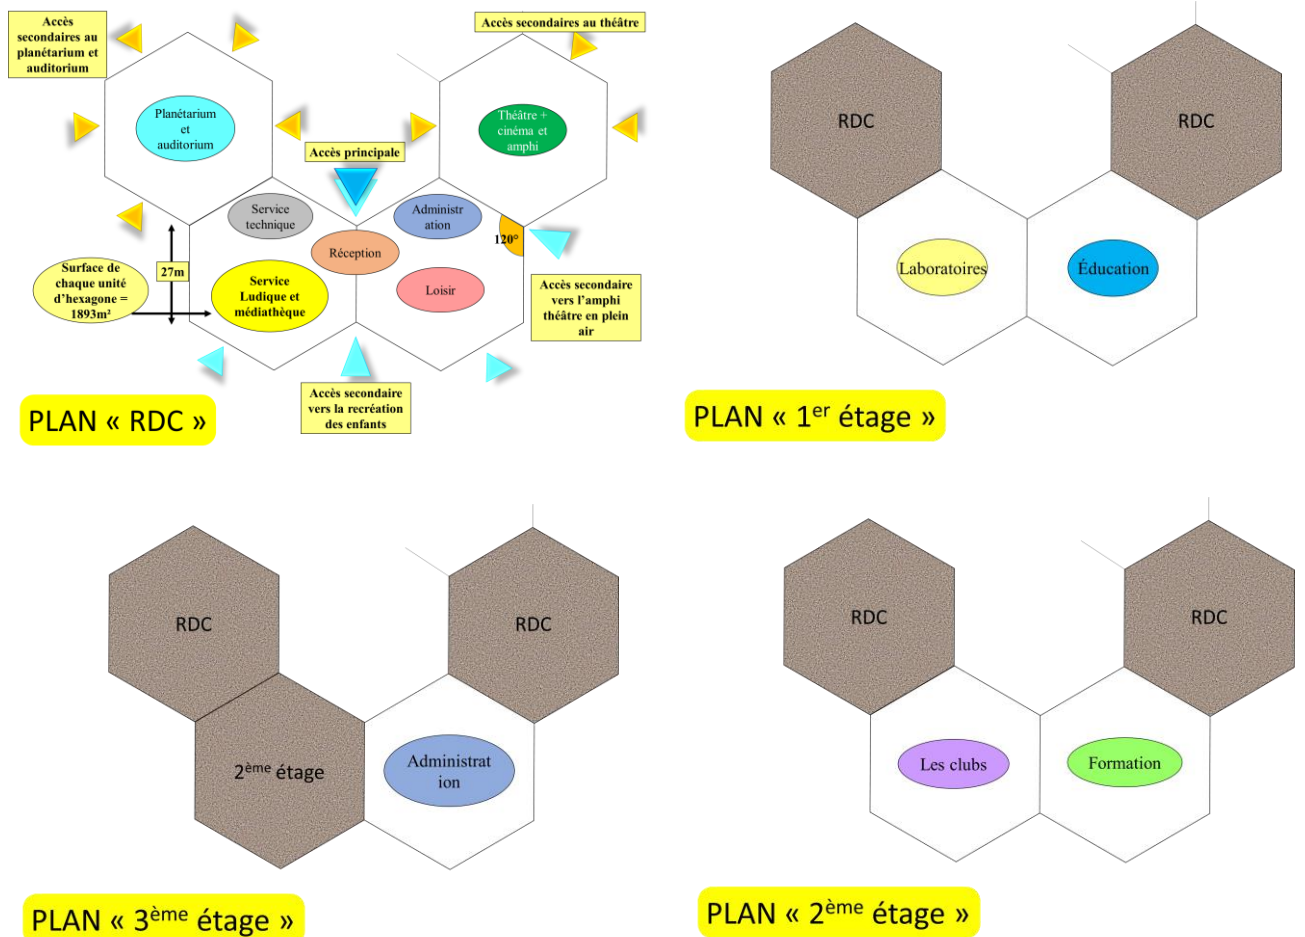 Accès
secondaires au
planétarium et
auditorium
Accès secondaires au théâtre
Planétarium
et
auditorium
Théâtre +
cinéma et
amphi
Accès principale
Service
technique
Administr
ation
120°
Réception
27m
Surface de
chaque unité
d’hexagone =
1893m²
Service
Ludique et
médiathèque
Loisir
Accès secondaire
vers l’amphi
théâtre en plein
air
Accès secondaire
vers la recréation
des enfants
PLAN « RDC »
RDC
RDC
Laboratoires
Éducation
PLAN « 1er étage »
RDC
RDC
2ème étage
Administrat
ion
PLAN « 3ème étage »
RDC
RDC
Les clubs
Formation
PLAN « 2ème étage »